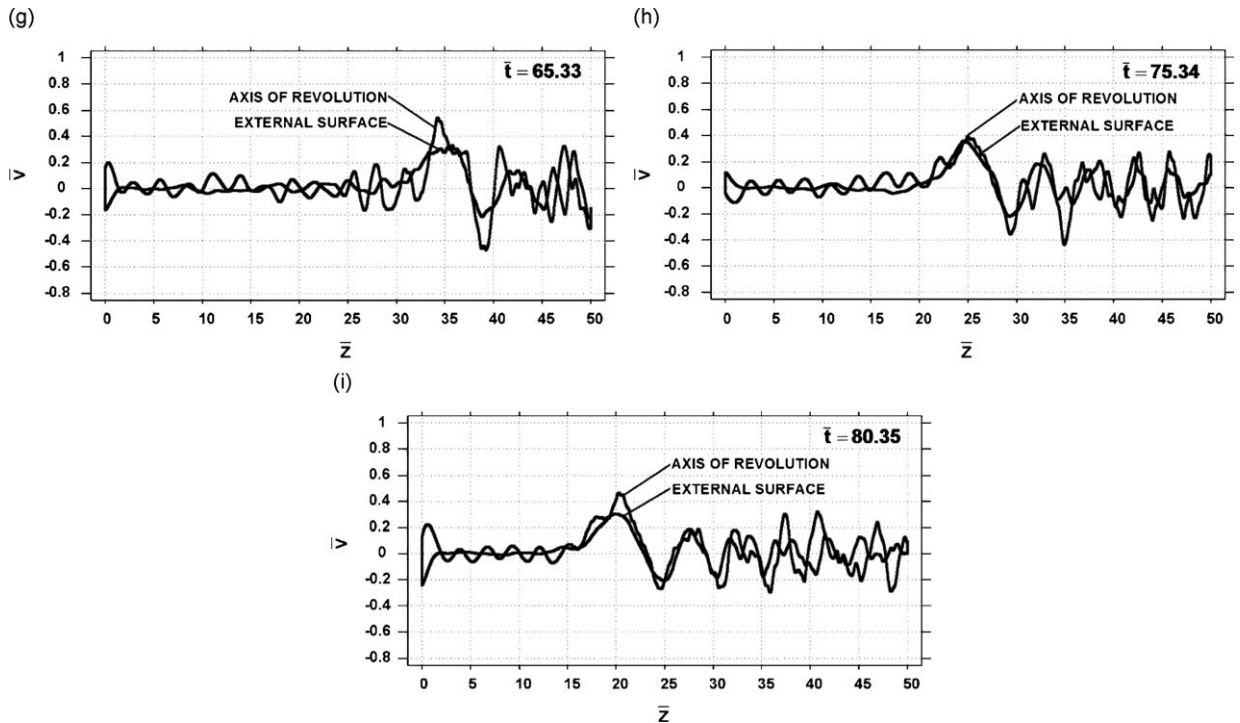 (g)
1
0.8
0.6
0.4
0.2
0
-0.2
-0.4
-0.6
-0.8
v̄
t̄ = 65.33
AXIS OF REVOLUTION
EXTERNAL SURFACE
0 5 10 15 20 25 30 35 40 45 50
z̄
(h)
1
0.8
0.6
0.4
0.2
0
-0.2
-0.4
-0.6
-0.8
v̄
t̄ = 75.34
AXIS OF REVOLUTION
EXTERNAL SURFACE
0 5 10 15 20 25 30 35 40 45 50
z̄
(i)
1
0.8
0.6
0.4
0.2
0
-0.2
-0.4
-0.6
-0.8
v̄
t̄ = 80.35
AXIS OF REVOLUTION
EXTERNAL SURFACE
0 5 10 15 20 25 30 35 40 45 50
z̄